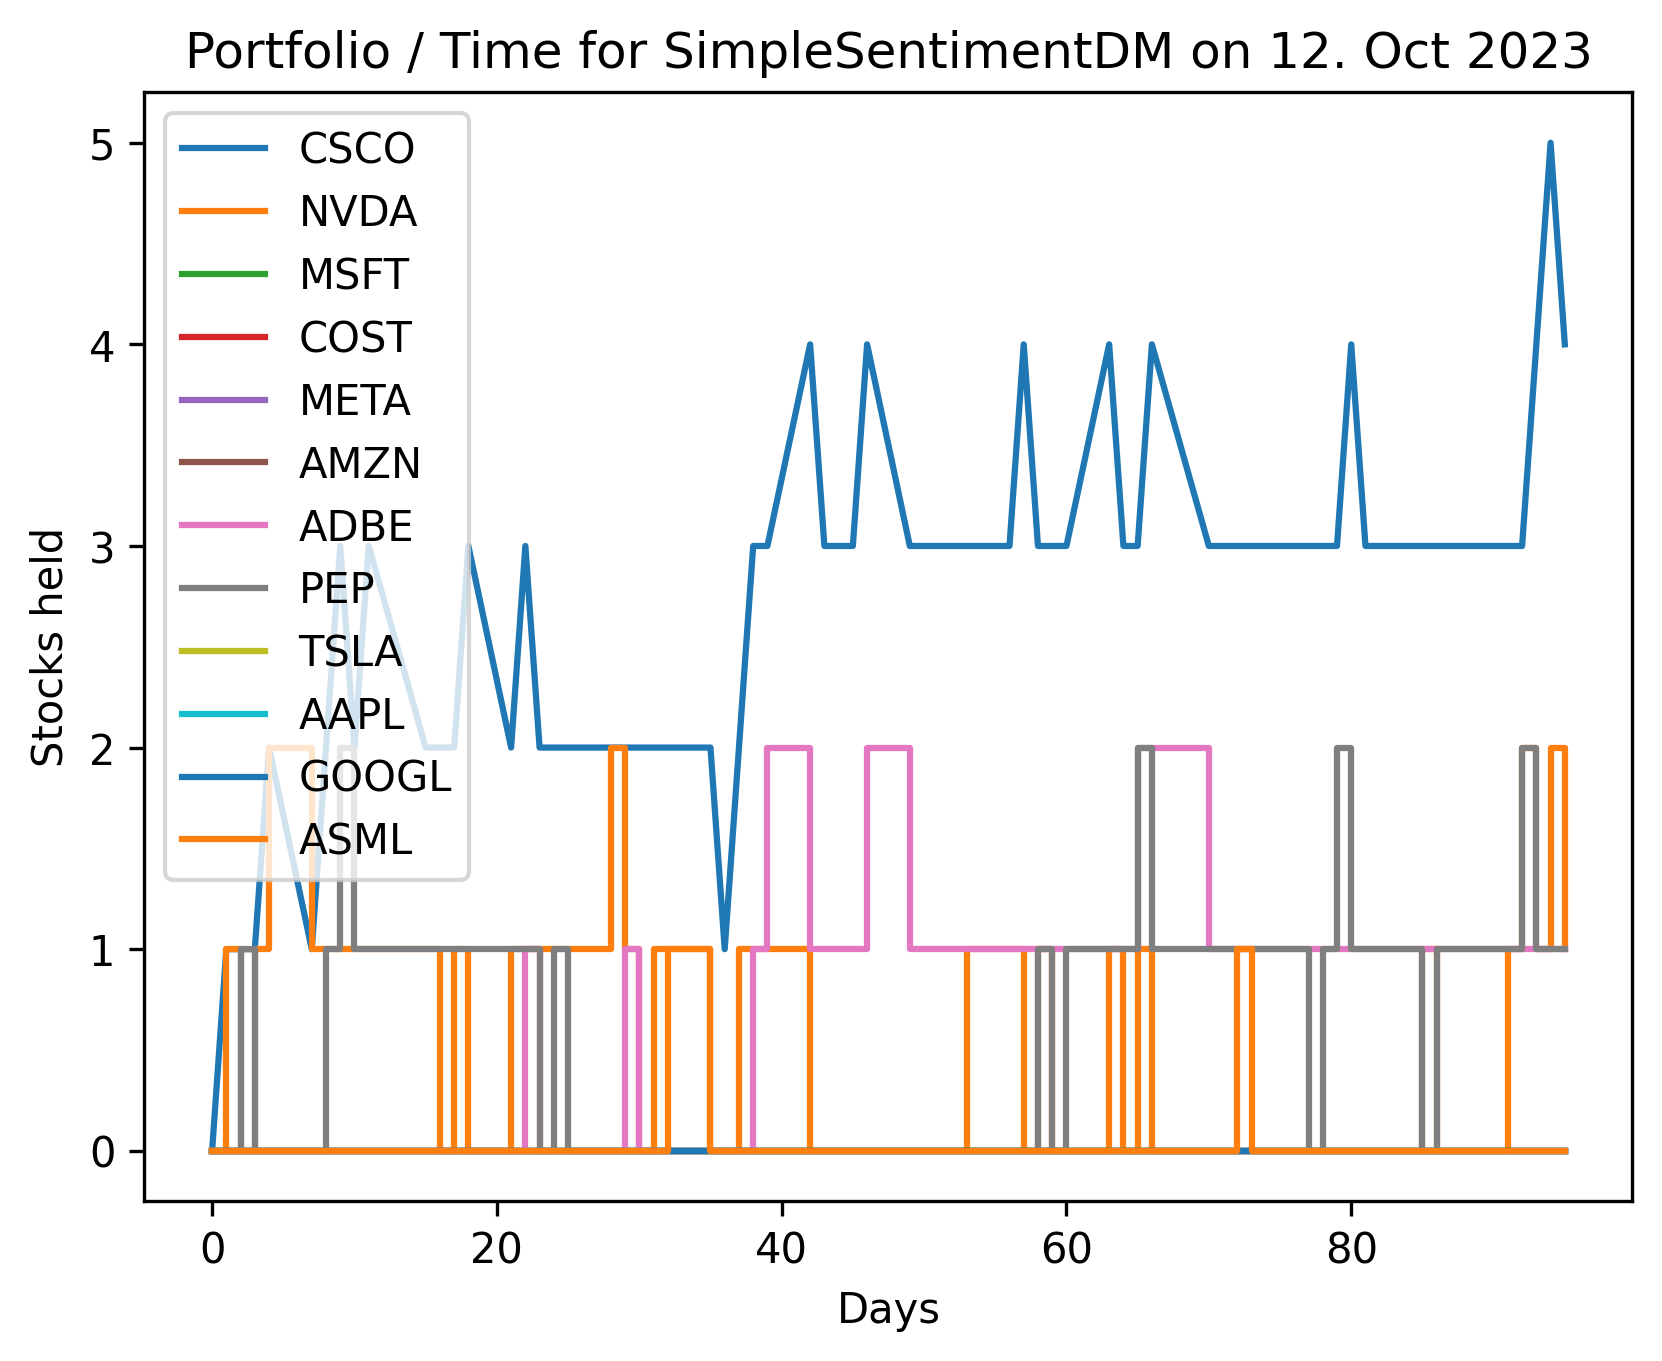 Portfolio / Time for SimpleSentimentDM on 12. Oct 2023
5
4
3
2
1
0
Stocks held
CSCO
NVDA
MSFT
COST
META
AMZN
ADBE
PEP
TSLA
AAPL
GOOGL
ASML
0 20 40 60 80
Days